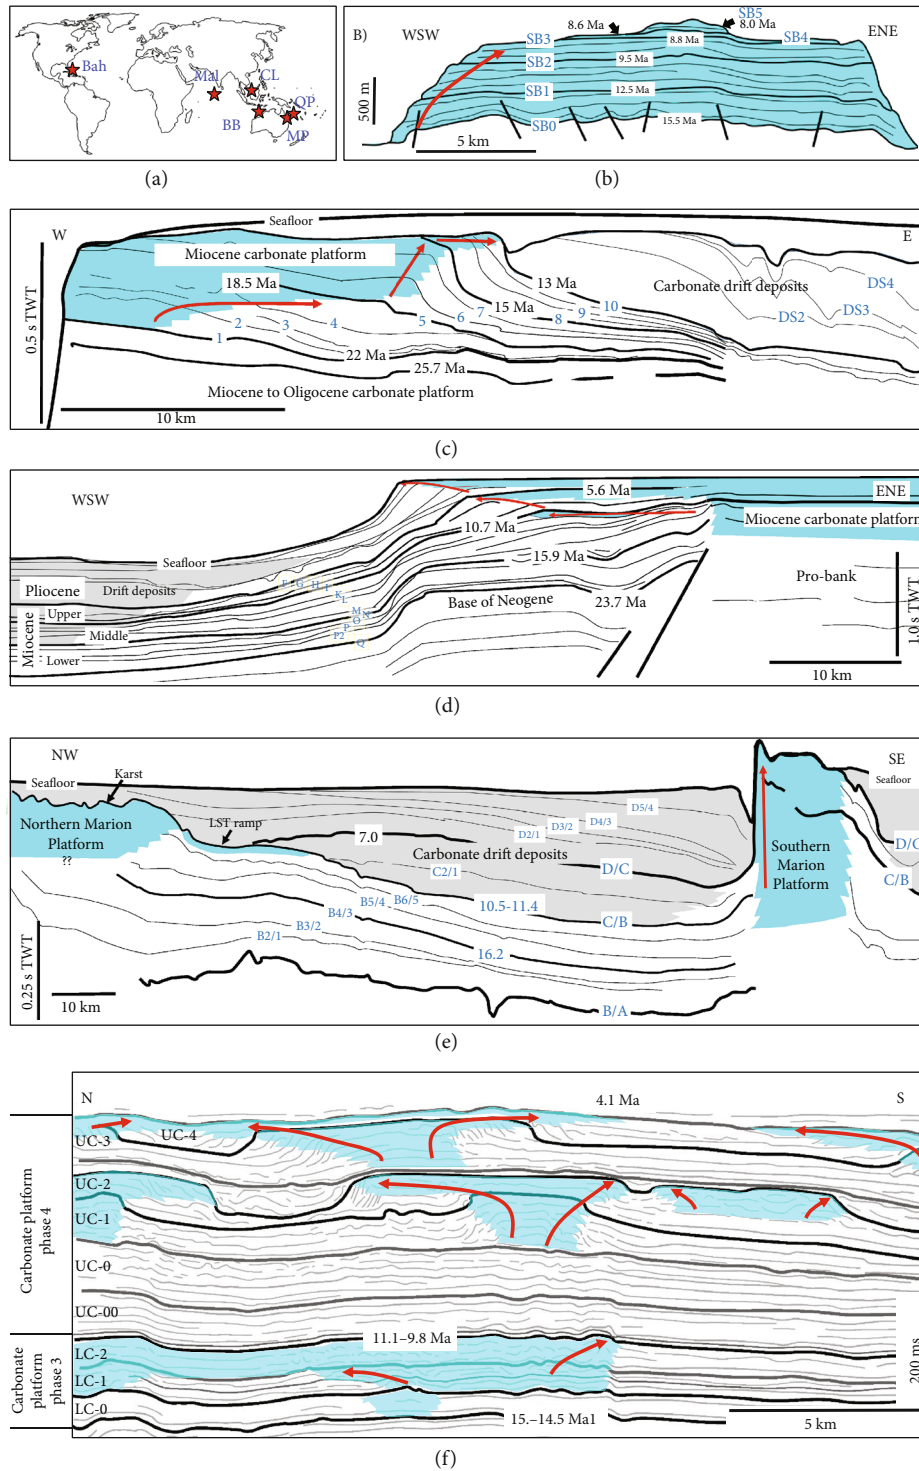 Bah
Mal
CL
QP
BB
MP
(a)
B)
WSW
ENE
SB5
8.6 Ma
8.0 Ma
SB3
SB4
8.8 Ma
SB2
9.5 Ma
SB1
12.5 Ma
SB0
15.5 Ma
500 m
5 km
(b)
W
E
Seafloor
Miocene carbonate platform
18.5 Ma
13 Ma
Carbonate drift deposits
DS4
DS3
DS2
15 Ma
1
2
3
4
5
6
7
8
9
10
22 Ma
25.7 Ma
Miocene to Oligocene carbonate platform
0.5 s TWT
10 km
(c)
WSW
ENE
5.6 Ma
Miocene carbonate platform
10.7 Ma
Seafloor
15.9 Ma
Pliocene
Drift deposits
F
G
H
I
K
L
M
N
O
P
P2
Q
Base of Neogene
23.7 Ma
Pro-bank
Miocene
Upper
Middle
Lower
1.0 s TWT
10 km
(d)
NW
SE
Seafloor
Karst
Seafloor
Northern Marion
Platform
??
LST ramp
7.0
D5/4
D4/3
D3/2
D2/1
Carbonate drift deposits
C2/1
D/C
Southern
Marion
Platform
D/C
C/B
B6/5
B5/4
B4/3
B3/2
B2/1
10.5-11.4
C/B
16.2
B/A
0.25 s TWT
10 km
(e)
N
S
4.1 Ma
UC-4
UC-3
UC-2
UC-1
UC-0
UC-00
Carbonate platform
phase 4
11.1–9.8 Ma
LC-2
LC-1
LC-0
Carbonate
platform
phase 3
15.–14.5 Ma1
200 ms
5 km
(f)